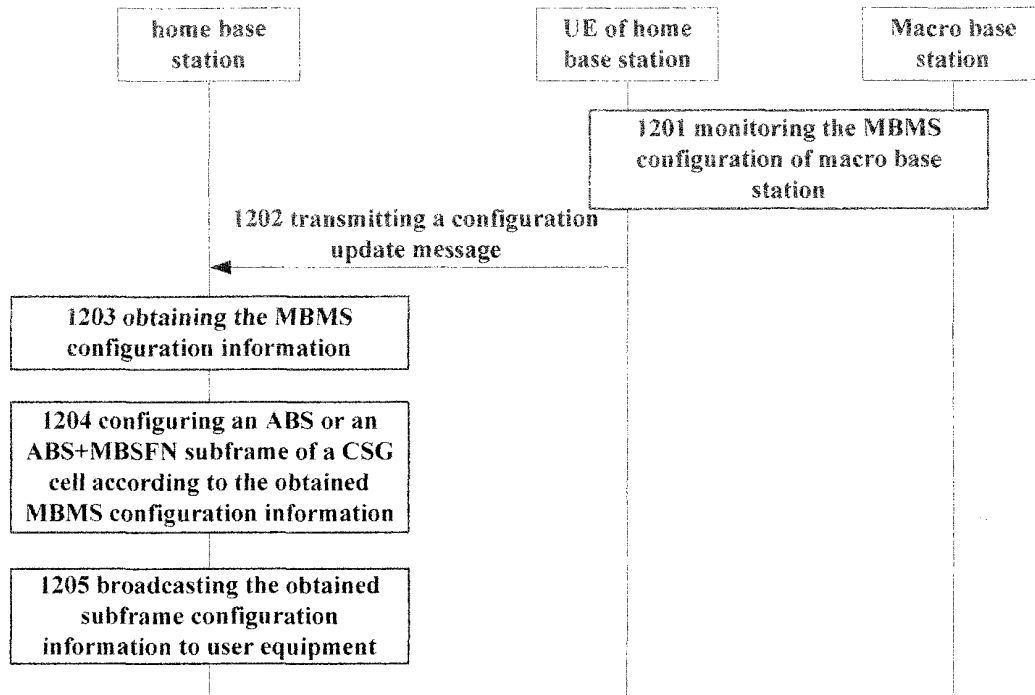 home base
station
UE of home
base station
Macro base
station
1201 monitoring the MBMS
configuration of macro base
station
1202 transmitting a configuration
update message
1203 obtaining the MBMS
configuration information
1204 configuring an ABS or an
ABS+MBSFN subframe of a CSG
cell according to the obtained
MBMS configuration information
1205 broadcasting the obtained
subframe configuration
information to user equipment